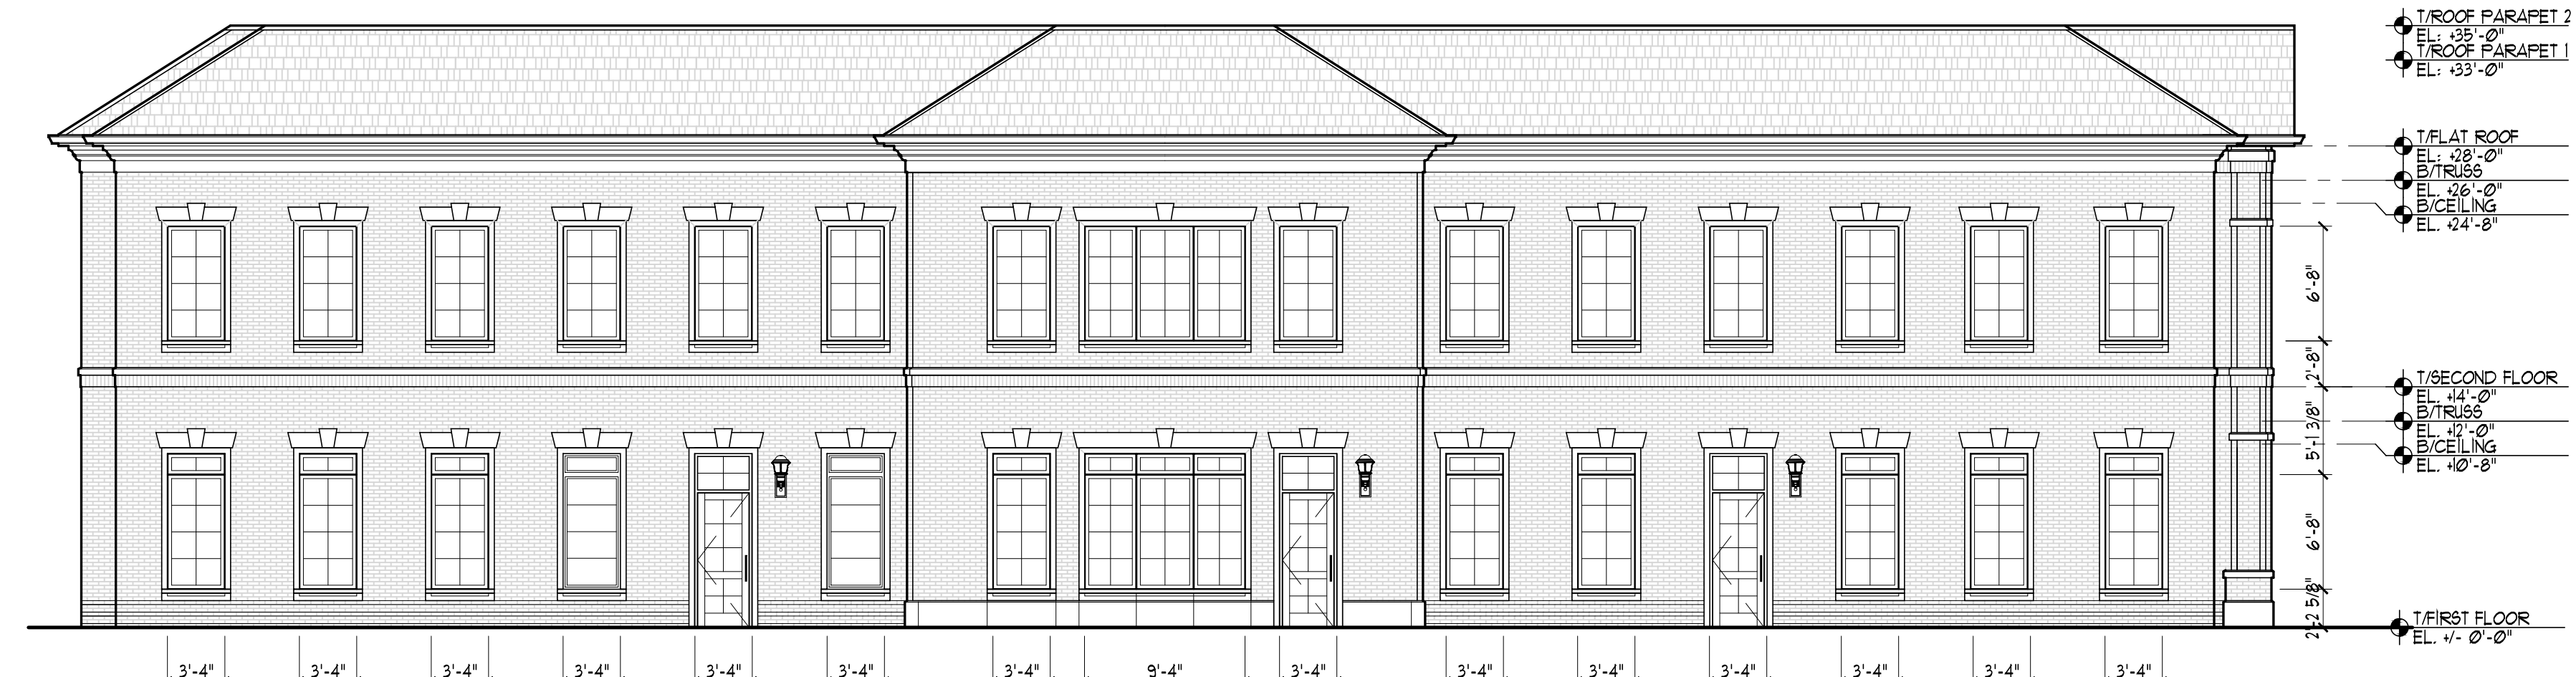 T/ROOF PARAPET 2
EL: +35'-0"
T/ROOF PARAPET 1
EL: +33'-0"
T/FLAT ROOF
EL: +28'-0"
B/TRUSS
EL. +26'-0"
B/CEILING
EL. +24'-8"
6'-8"
2'-8"
T/SECOND FLOOR
EL. +14'-0"
B/TRUSS
EL. +12'-0"
B/CEILING
EL. +10'-8"
5'-1 3/8"
6'-8"
2'-2 5/8"
T/FIRST FLOOR
EL. +/- 0'-0"
3'-4" 3'-4" 3'-4" 3'-4" 3'-4" 3'-4" 3'-4" 9'-4" 3'-4" 3'-4" 3'-4" 3'-4" 3'-4" 3'-4" 3'-4"